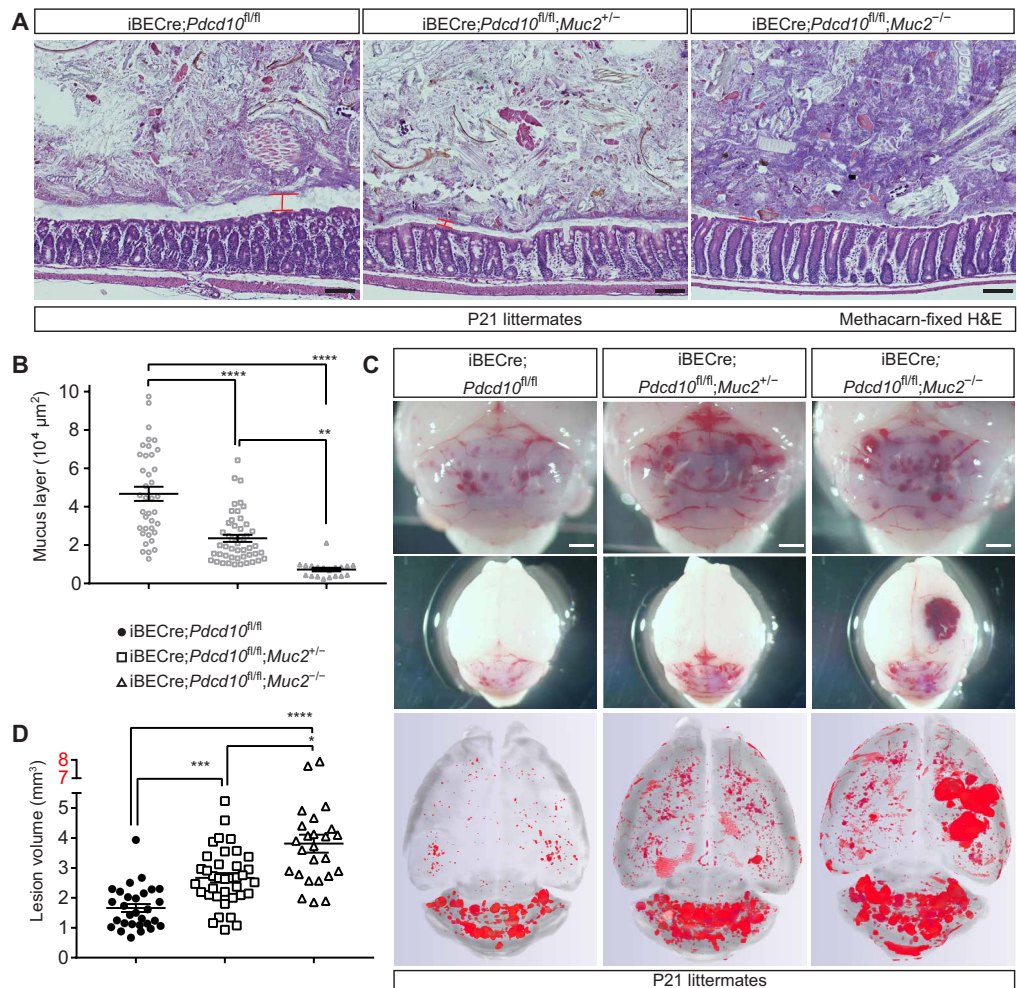 A
iBECre;Pdcd10fl/fl
iBECre;Pdcd10fl/fl;Muc2+/−
iBECre;Pdcd10fl/fl;Muc2−/−
P21 littermates
Methacarn-fixed H&E
B
****
****
**
Mucus layer (10⁴ μm²)
10
8
6
4
2
0
iBECre;Pdcd10fl/fl
iBECre;Pdcd10fl/fl;Muc2+/−
iBECre;Pdcd10fl/fl;Muc2−/−
C
iBECre;
Pdcd10fl/fl
iBECre;
Pdcd10fl/fl;Muc2+/−
iBECre;
Pdcd10fl/fl;Muc2−/−
D
****
*
***
Lesion volume (mm³)
8
7
5
4
3
2
1
0
P21 littermates